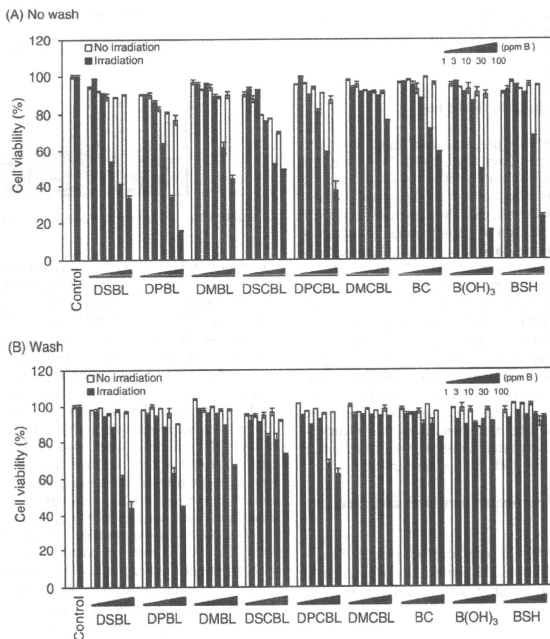 (A) No wash
120
100
80
60
40
20
0
Cell viability (%)
No irradiation
Irradiation
(ppm B)
1 3 10 30 100
Control
DSBL
DPBL
DMBL
DSCBL
DPCBL
DMCBL
BC
B(OH)₃
BSH
(B) Wash
120
100
80
60
40
20
0
Cell viability (%)
No irradiation
Irradiation
(ppm B)
1 3 10 30 100
Control
DSBL
DPBL
DMBL
DSCBL
DPCBL
DMCBL
BC
B(OH)₃
BSH